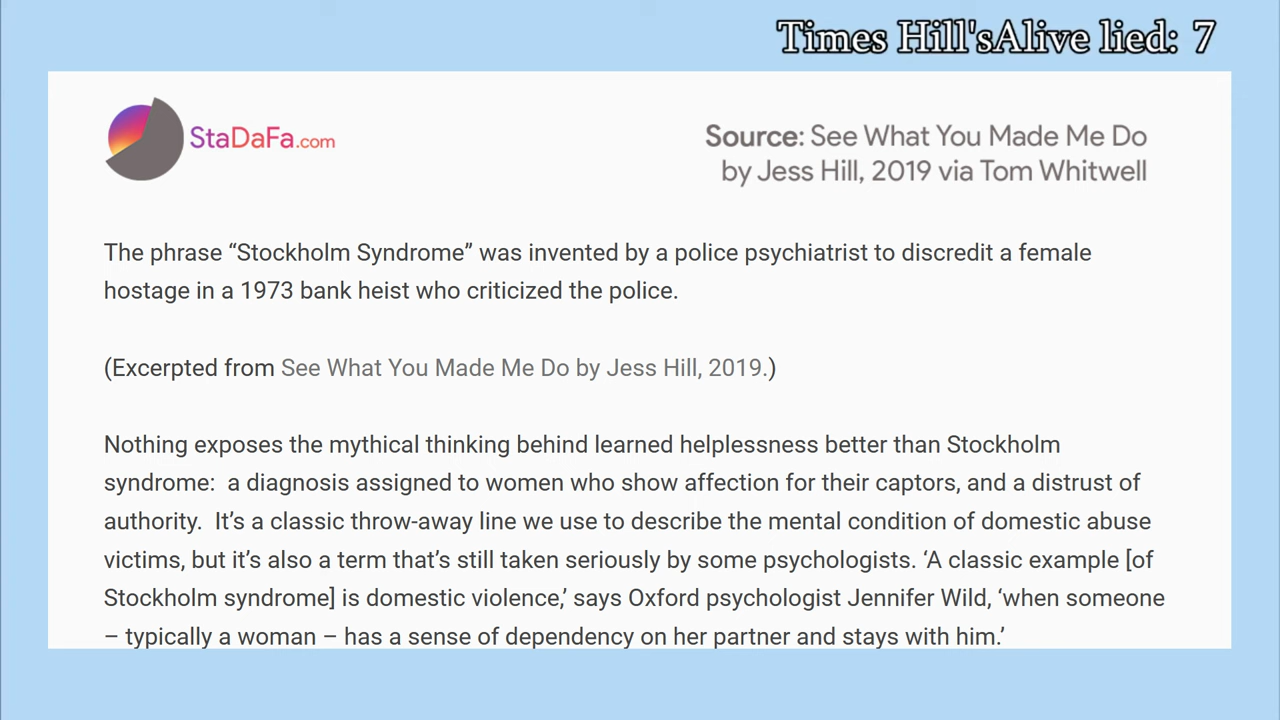 Times Hill'sAlive lied: 7
StaDaFa.com
Source: See What You Made Me Do
by Jess Hill, 2019 via Tom Whitwell
The phrase “Stockholm Syndrome” was invented by a police psychiatrist to discredit a female
hostage in a 1973 bank heist who criticized the police.
(Excerpted from See What You Made Me Do by Jess Hill, 2019.)
Nothing exposes the mythical thinking behind learned helplessness better than Stockholm
syndrome:  a diagnosis assigned to women who show affection for their captors, and a distrust of
authority.  It’s a classic throw-away line we use to describe the mental condition of domestic abuse
victims, but it’s also a term that’s still taken seriously by some psychologists. ‘A classic example [of
Stockholm syndrome] is domestic violence,’ says Oxford psychologist Jennifer Wild, ‘when someone
– typically a woman – has a sense of dependency on her partner and stays with him.’